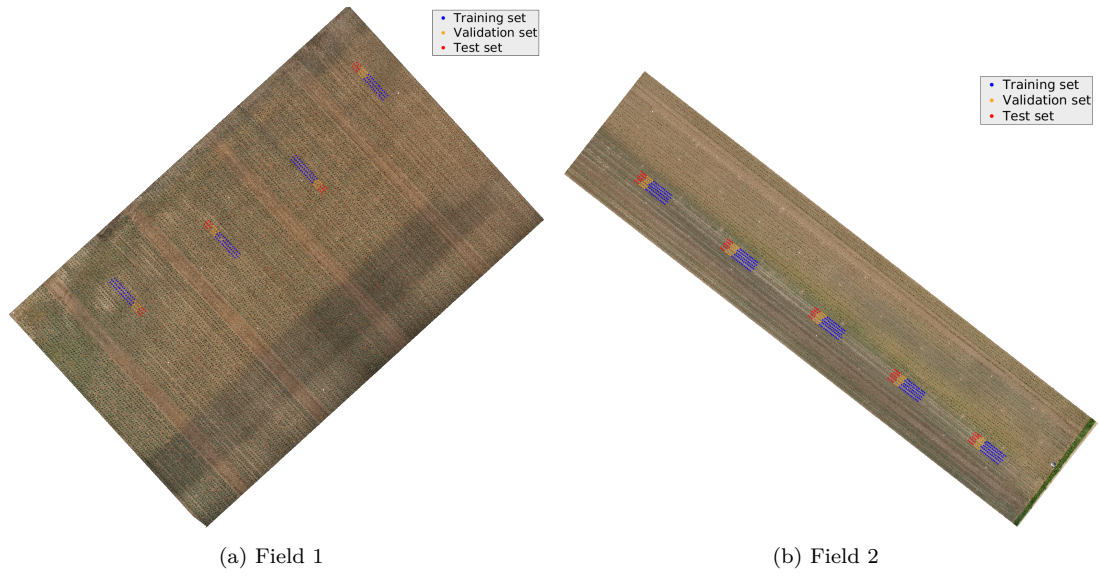 Training set
Validation set
Test set
Training set
Validation set
Test set
(a) Field 1
(b) Field 2